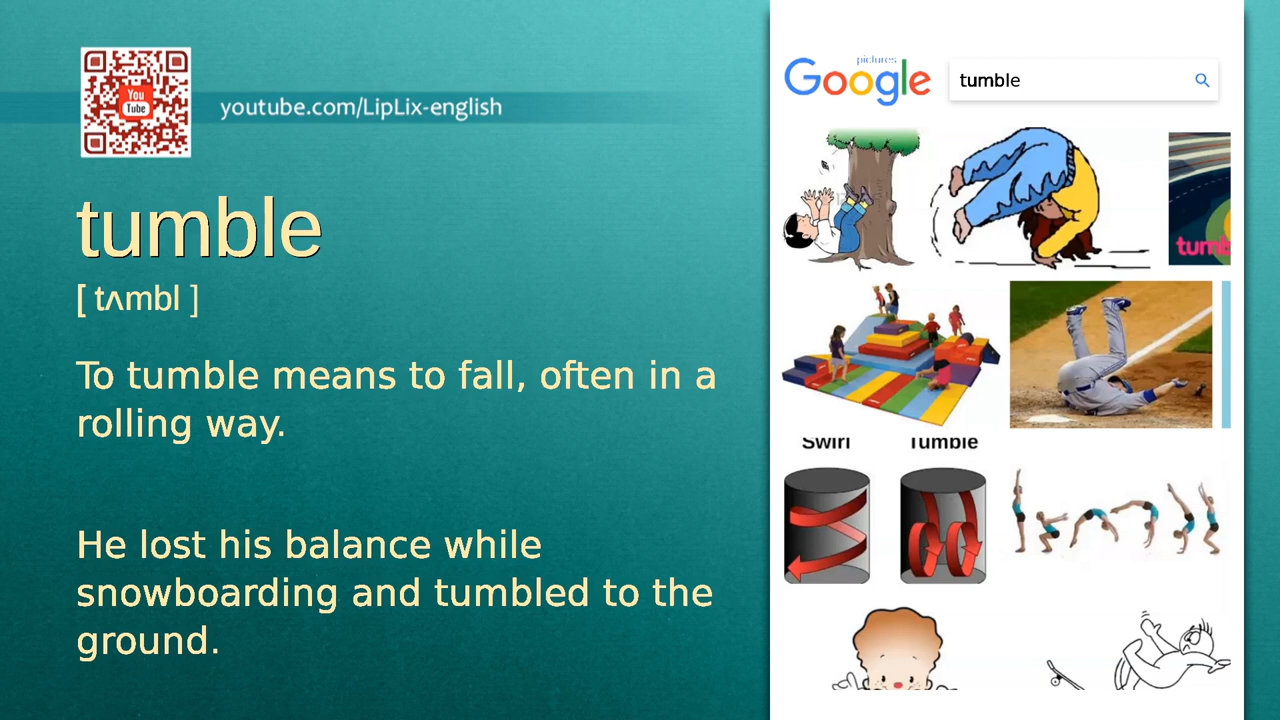 You
Tube
youtube.com/LipLix-english
tumble
[ tʌmbl ]
To tumble means to fall, often in a
rolling way.
He lost his balance while
snowboarding and tumbled to the
ground.
pictures
Google
tumble
tumb
Swirl
Tumble